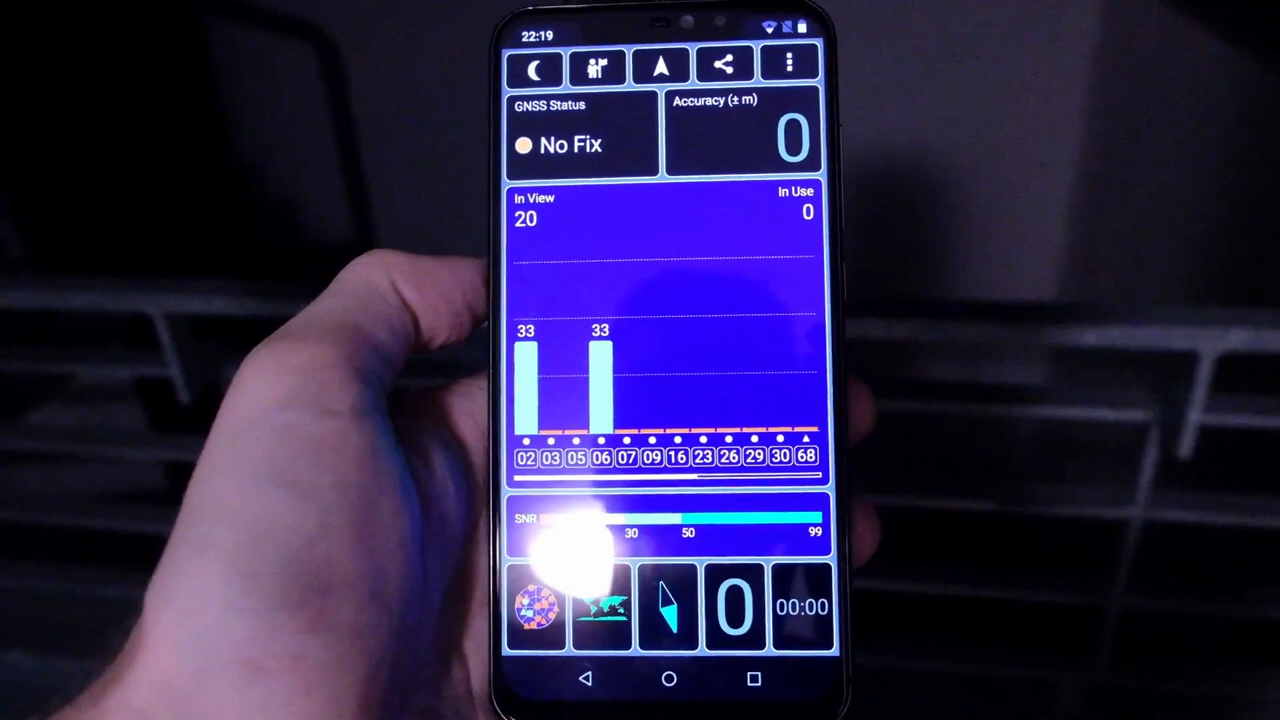 22:19
GNSS Status
Accuracy (± m)
No Fix
0
In View
In Use
20
0
33 33
02 03 05 06 07 09 16 23 26 29 30 68
SNR
30 50 99
0
00:00